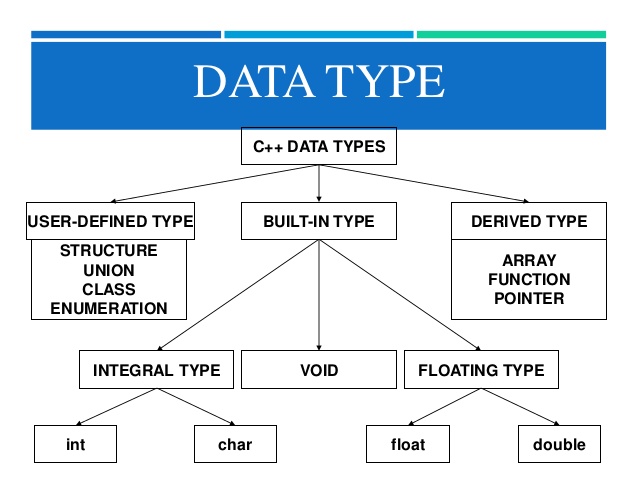 DATA TYPE
C++ DATA TYPES
USER-DEFINED TYPE
STRUCTURE
UNION
CLASS
ENUMERATION
BUILT-IN TYPE
DERIVED TYPE
ARRAY
FUNCTION
POINTER
INTEGRAL TYPE
VOID
FLOATING TYPE
int
char
float
double